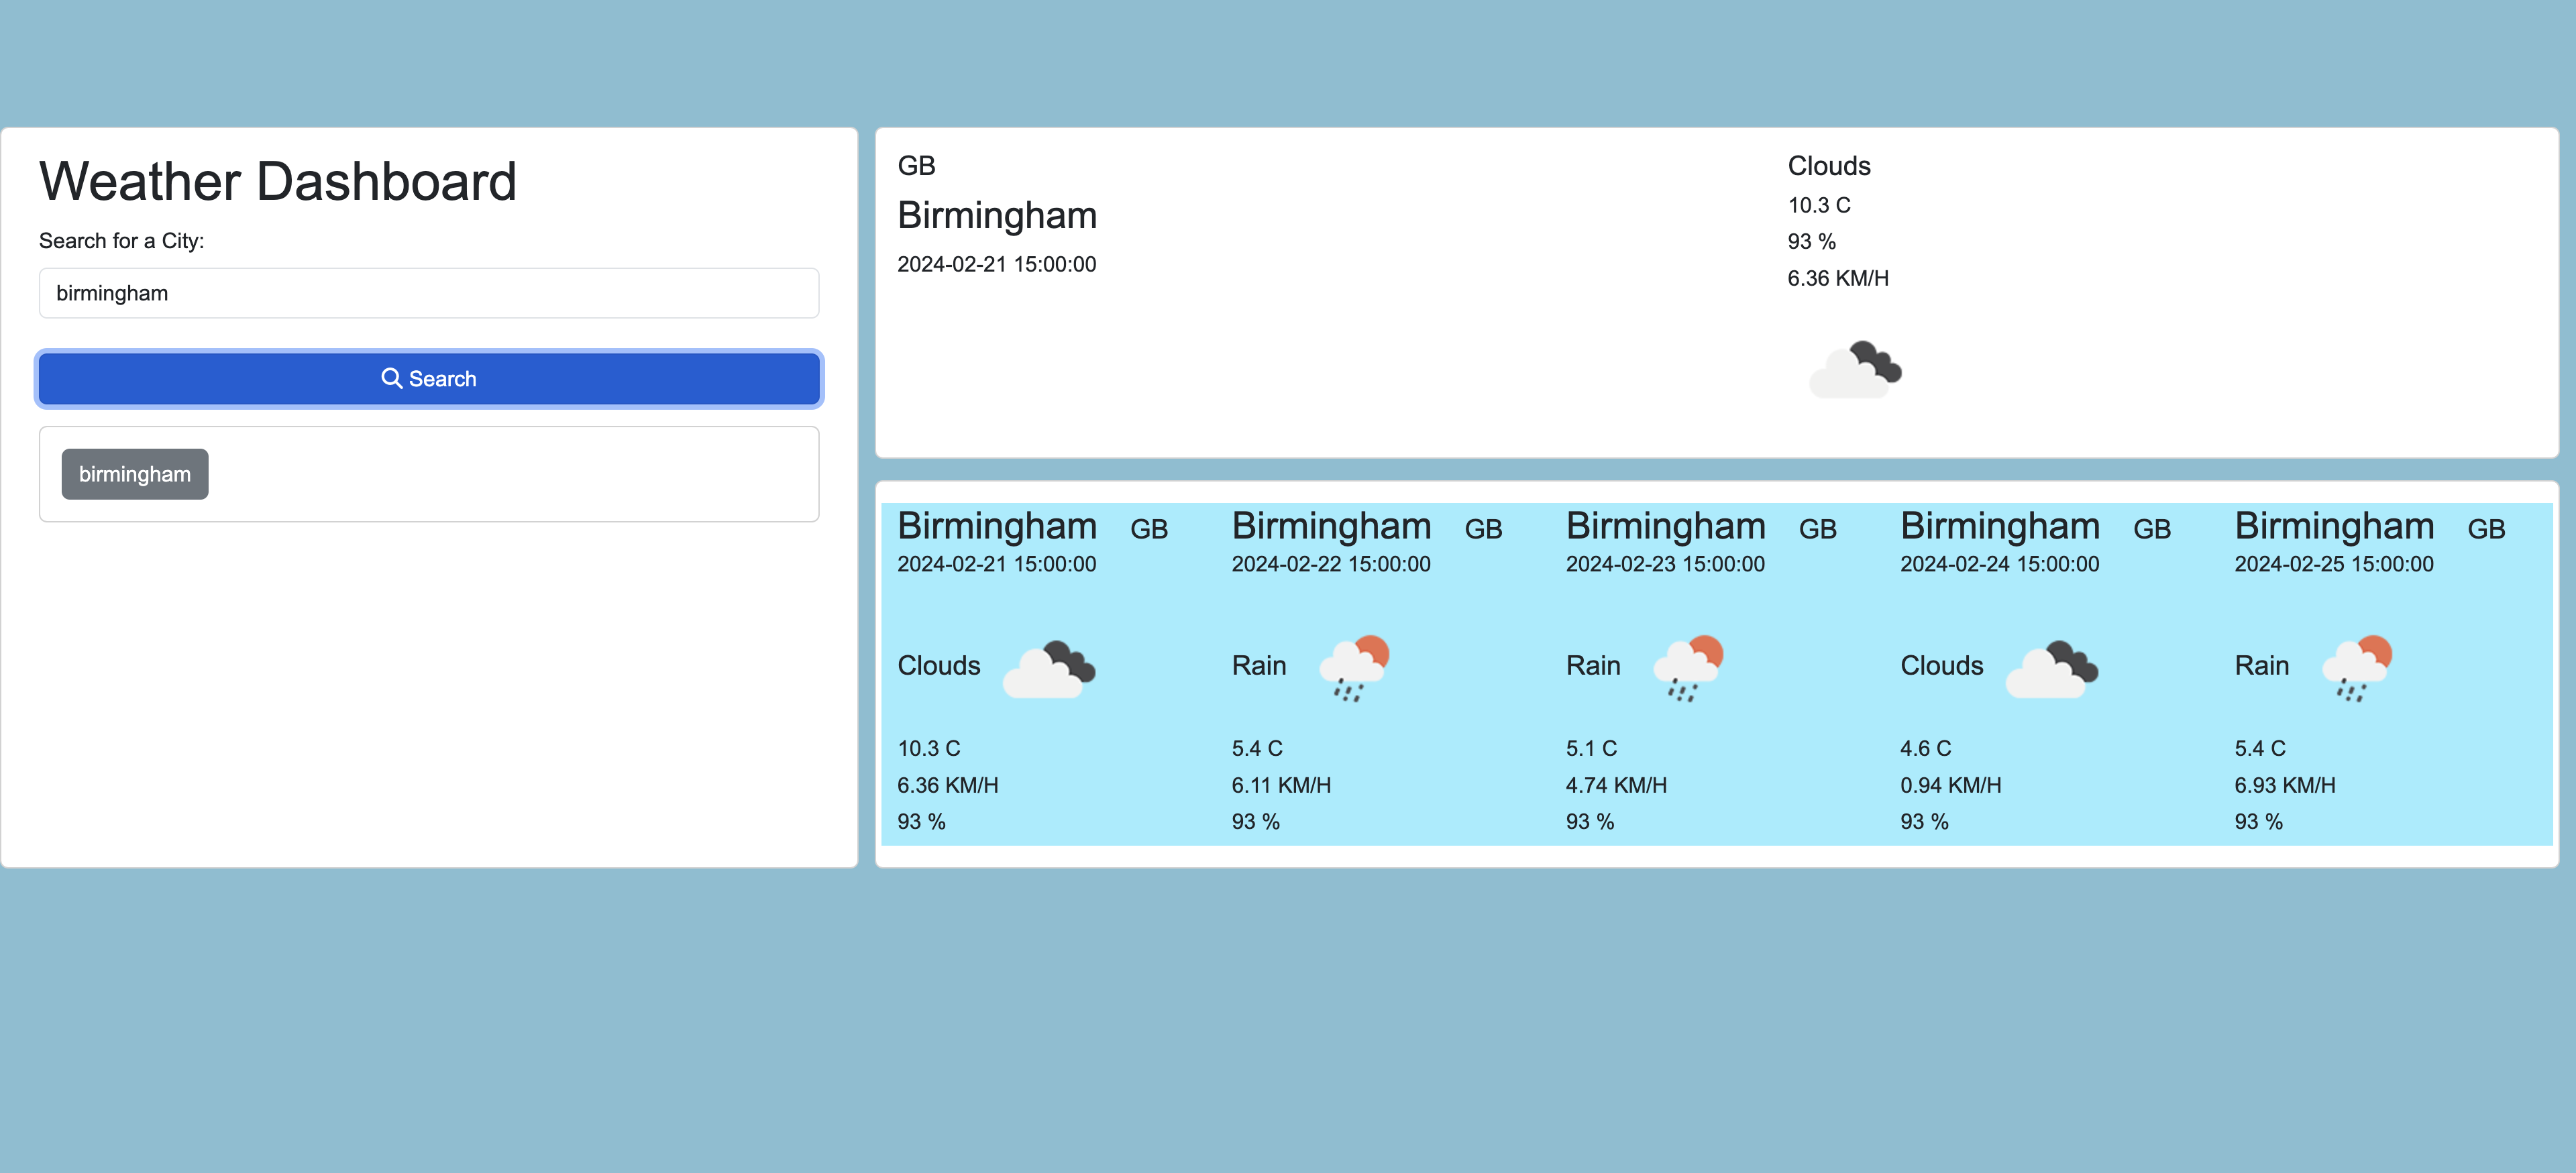 Weather Dashboard
Search for a City:
birmingham
Search
birmingham
GB
Birmingham
2024-02-21 15:00:00
Clouds
10.3 C
93 %
6.36 KM/H
Birmingham GB
2024-02-21 15:00:00
Clouds
10.3 C
6.36 KM/H
93 %
Birmingham GB
2024-02-22 15:00:00
Rain
5.4 C
6.11 KM/H
93 %
Birmingham GB
2024-02-23 15:00:00
Rain
5.1 C
4.74 KM/H
93 %
Birmingham GB
2024-02-24 15:00:00
Clouds
4.6 C
0.94 KM/H
93 %
Birmingham GB
2024-02-25 15:00:00
Rain
5.4 C
6.93 KM/H
93 %